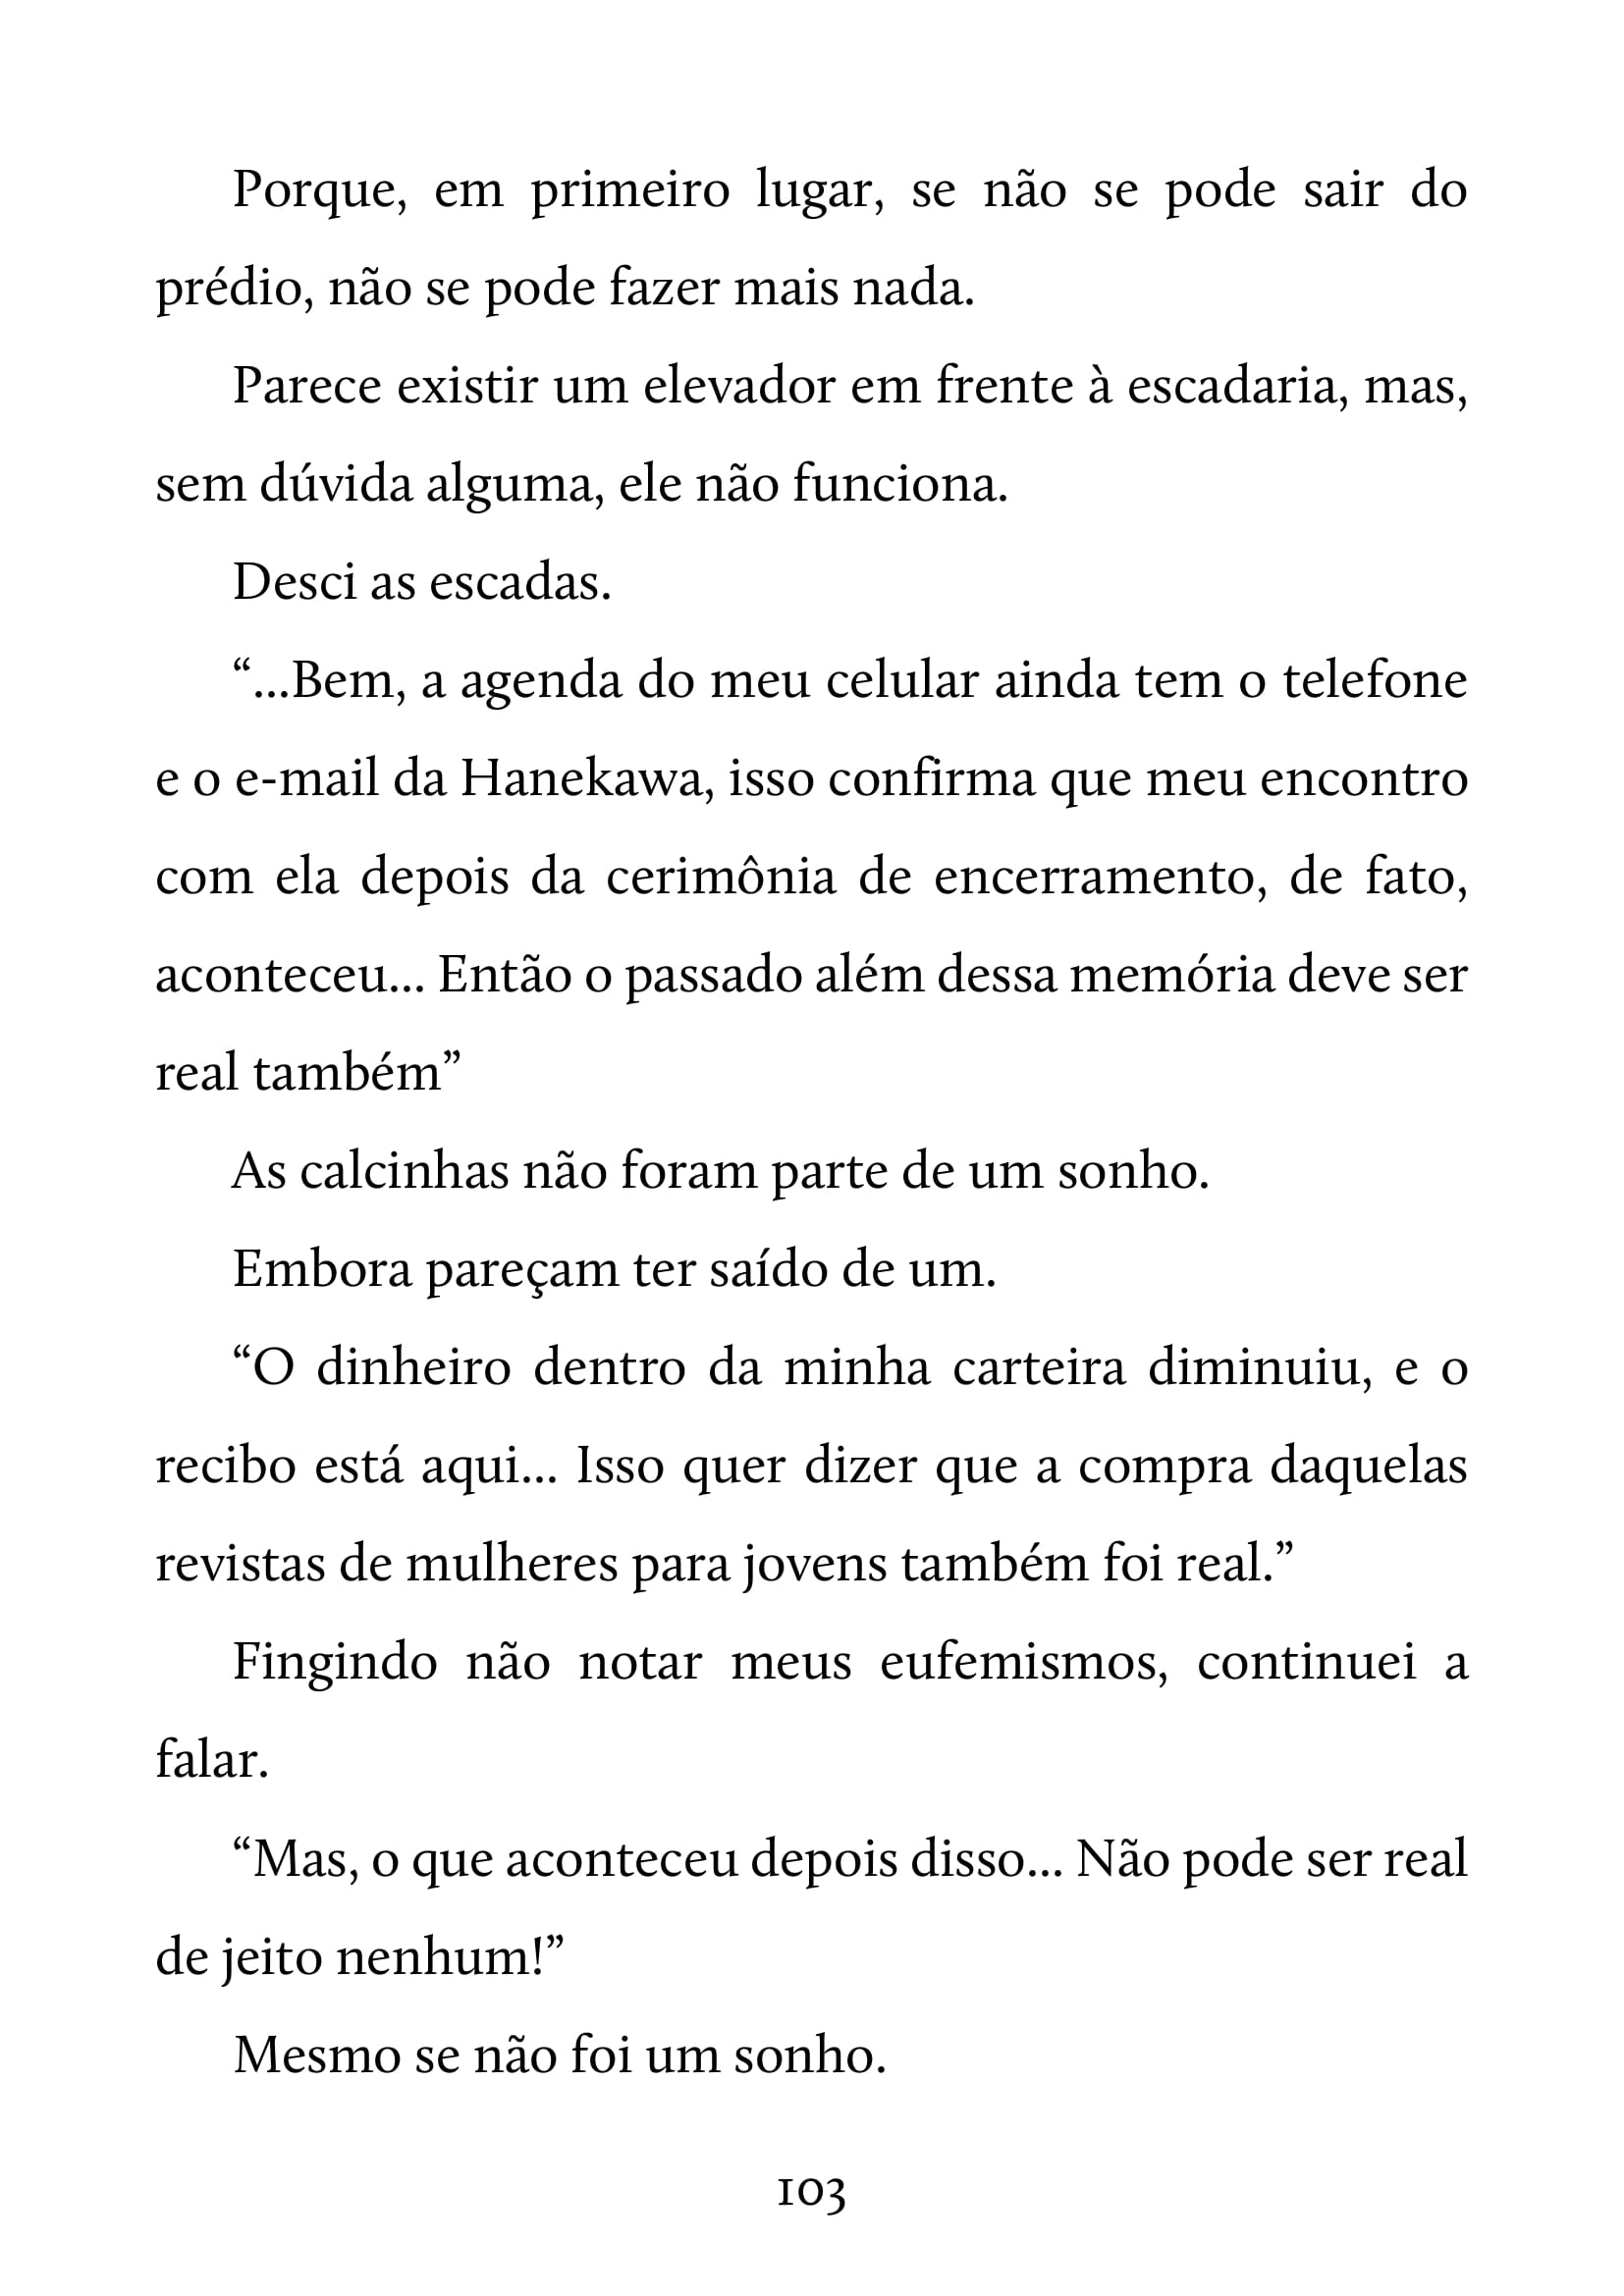 Porque, em primeiro lugar, se não se pode sair do
prédio, não se pode fazer mais nada.
Parece existir um elevador em frente à escadaria, mas,
sem dúvida alguma, ele não funciona.
Desci as escadas.
“...Bem, a agenda do meu celular ainda tem o telefone
e o e-mail da Hanekawa, isso confirma que meu encontro
com ela depois da cerimônia de encerramento, de fato,
aconteceu... Então o passado além dessa memória deve ser
real também”
As calcinhas não foram parte de um sonho.
Embora pareçam ter saído de um.
“O dinheiro dentro da minha carteira diminuiu, e o
recibo está aqui... Isso quer dizer que a compra daquelas
revistas de mulheres para jovens também foi real.”
Fingindo não notar meus eufemismos, continuei a
falar.
“Mas, o que aconteceu depois disso... Não pode ser real
de jeito nenhum!”
Mesmo se não foi um sonho.
103